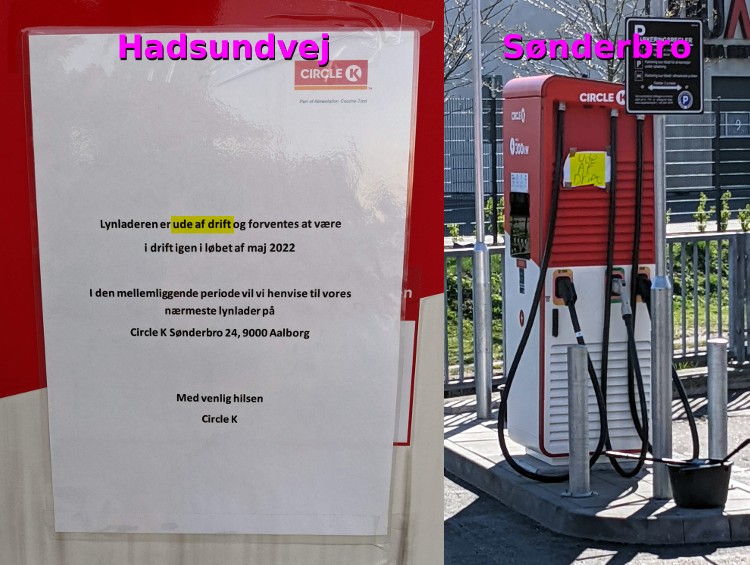 Hadsundvej
CIRCLE K
Part of Alimentation Couche-Tard
Lynladeren er ude af drift og forventes at være
i drift igen i løbet af maj 2022
I den mellemliggende periode vil vi henvise til vores
nærmeste lynlader på
Circle K Sønderbro 24, 9000 Aalborg
Med venlig hilsen
Circle K
Sønderbro
P
CIRCLE K
CIRCLE K
300kW
Ude
AF
DRIFT
P
P
9